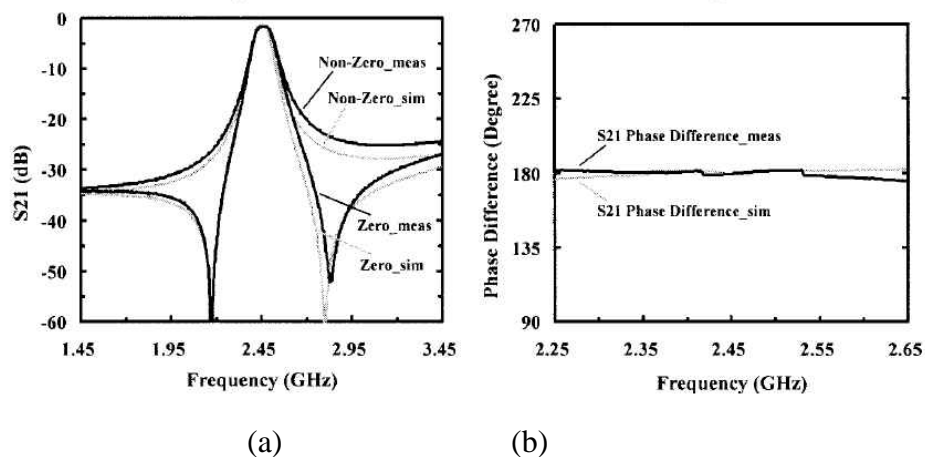 0
-10
-20
-30
-40
-50
-60
S21 (dB)
Non-Zero_meas
Non-Zero_sim
Zero_meas
Zero_sim
1.45 1.95 2.45 2.95 3.45
Frequency (GHz)
(a)
270
225
180
135
90
Phase Difference (Degree)
S21 Phase Difference_meas
S21 Phase Difference_sim
2.25 2.35 2.45 2.55 2.65
Frequency (GHz)
(b)